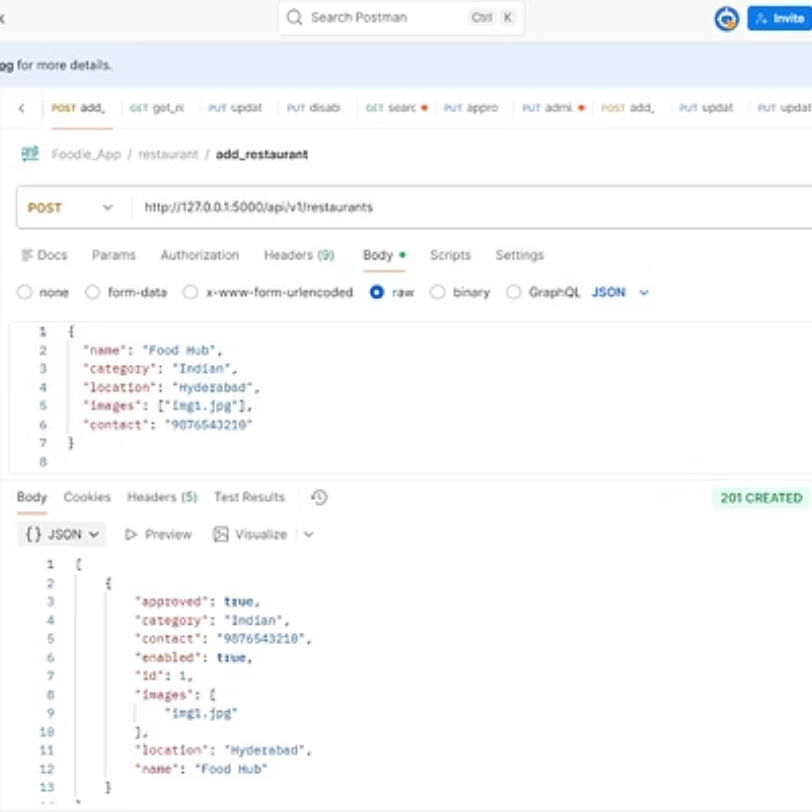 Search Postman Ctrl K Invite
for more details.
POST add_ GET get_ri PUT updat PUT disab GET searc PUT appro PUT admi POST add_ PUT updat PUT updat
Foodie_App / restaurant / add_restaurant
POST http://127.0.0.1:5000/api/v1/restaurants
Docs Params Authorization Headers (9) Body Scripts Settings
none form-data x-www-form-urlencoded raw binary GraphQL JSON
1 {
2 "name": "Food Hub",
3 "category": "Indian",
4 "location": "Hyderabad",
5 "images": ["img1.jpg"],
6 "contact": "9876543210"
7 }
8
Body Cookies Headers (5) Test Results 201 CREATED
{} JSON Preview Visualize
1 [
2 {
3 "approved": true,
4 "category": "Indian",
5 "contact": "9876543210",
6 "enabled": true,
7 "id": 1,
8 "images": [
9 "img1.jpg"
10 ],
11 "location": "Hyderabad",
12 "name": "Food Hub"
13 }